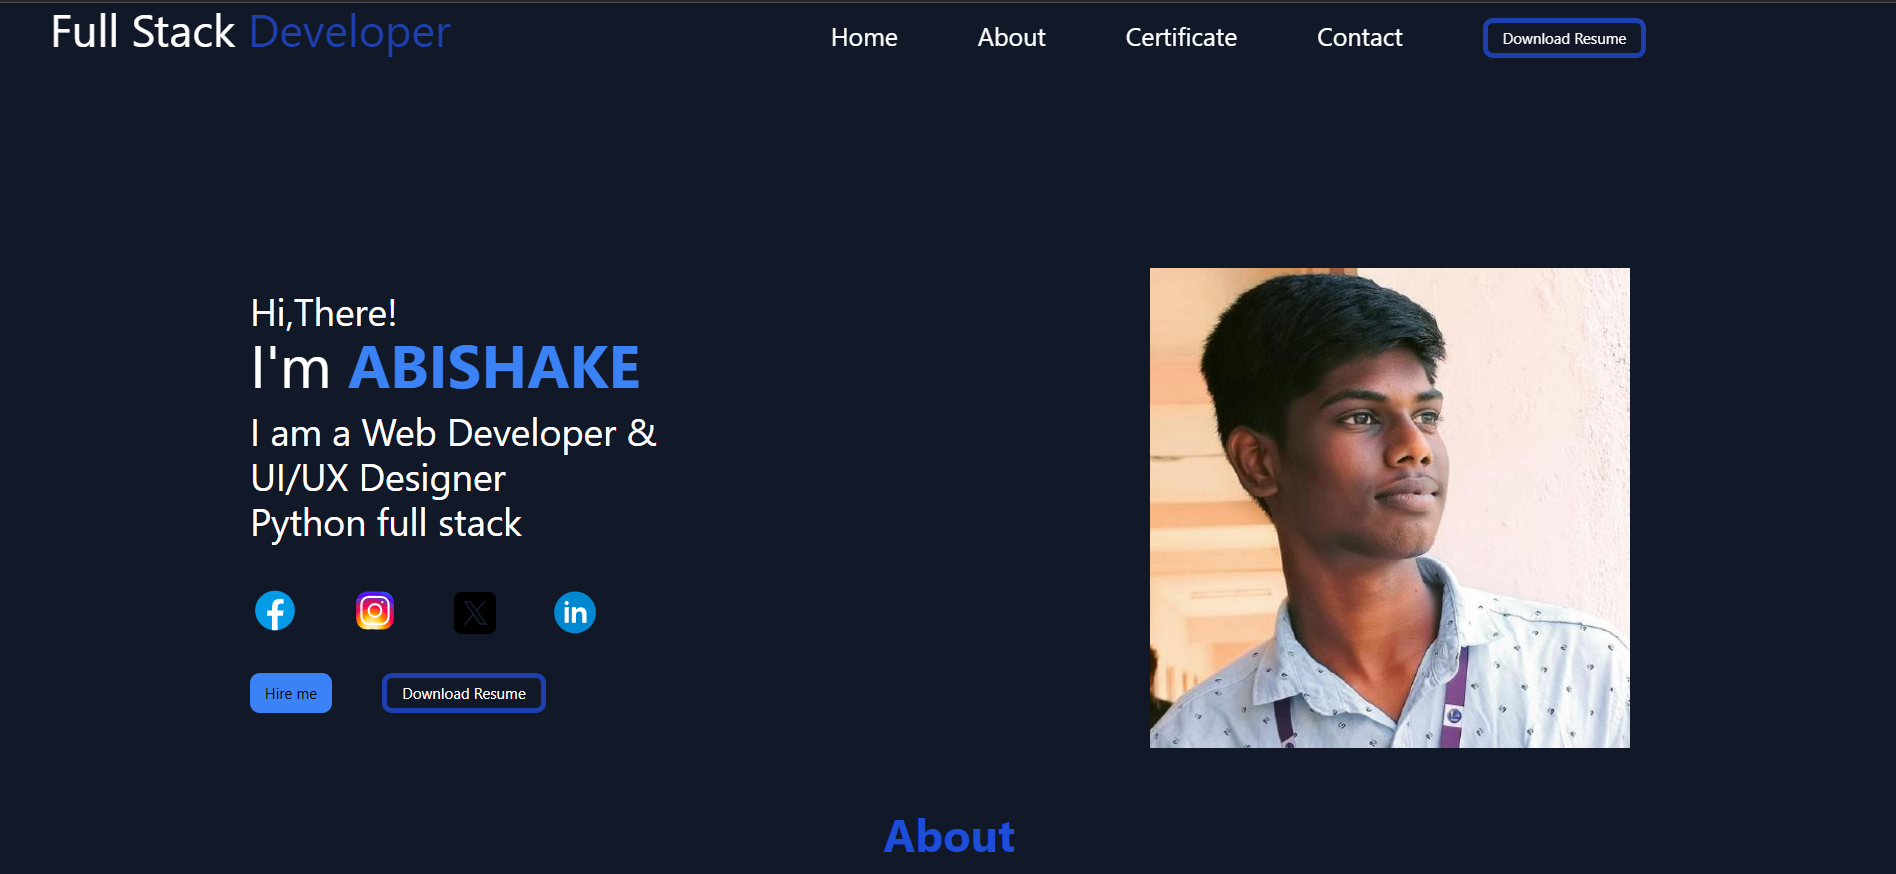 Full Stack Developer
Home
About
Certificate
Contact
Download Resume
Hi,There!
I'm ABISHAKE
I am a Web Developer &
UI/UX Designer
Python full stack
Hire me
Download Resume
About